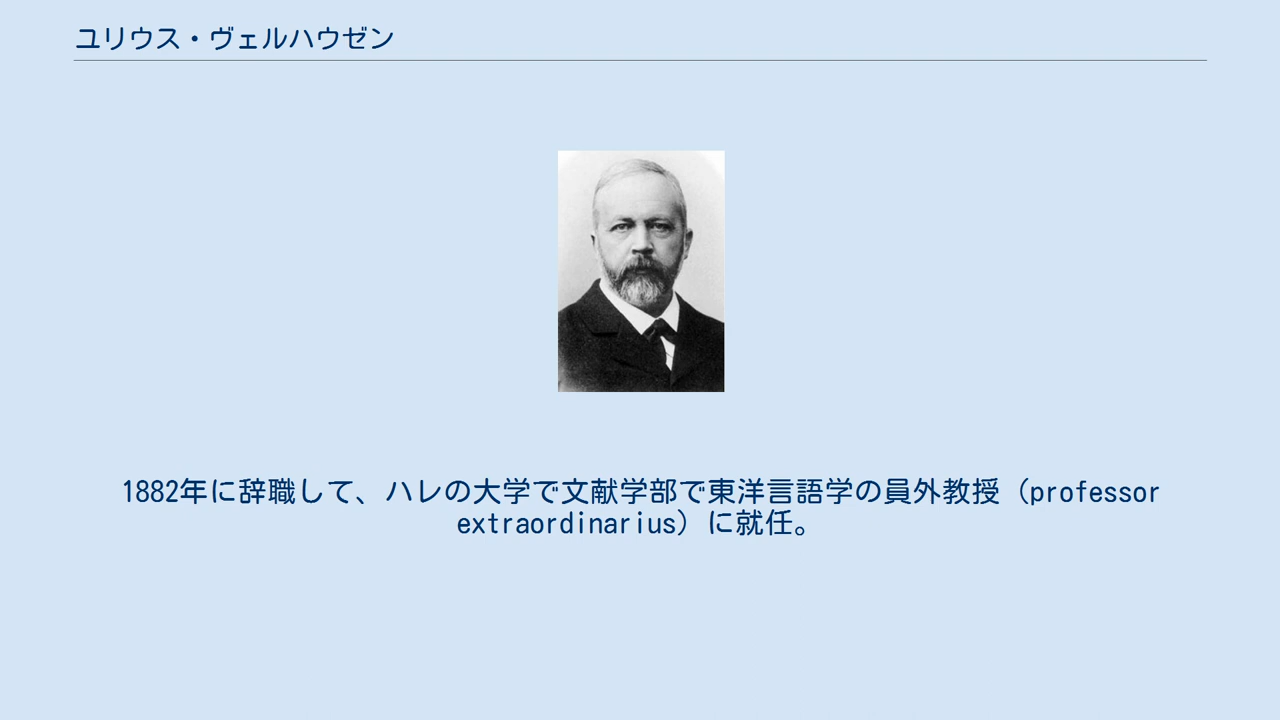 ユリウス・ヴェルハウゼン
1882年に辞職して、ハレの大学で文献学部で東洋言語学の員外教授（professor
extraordinarius）に就任。